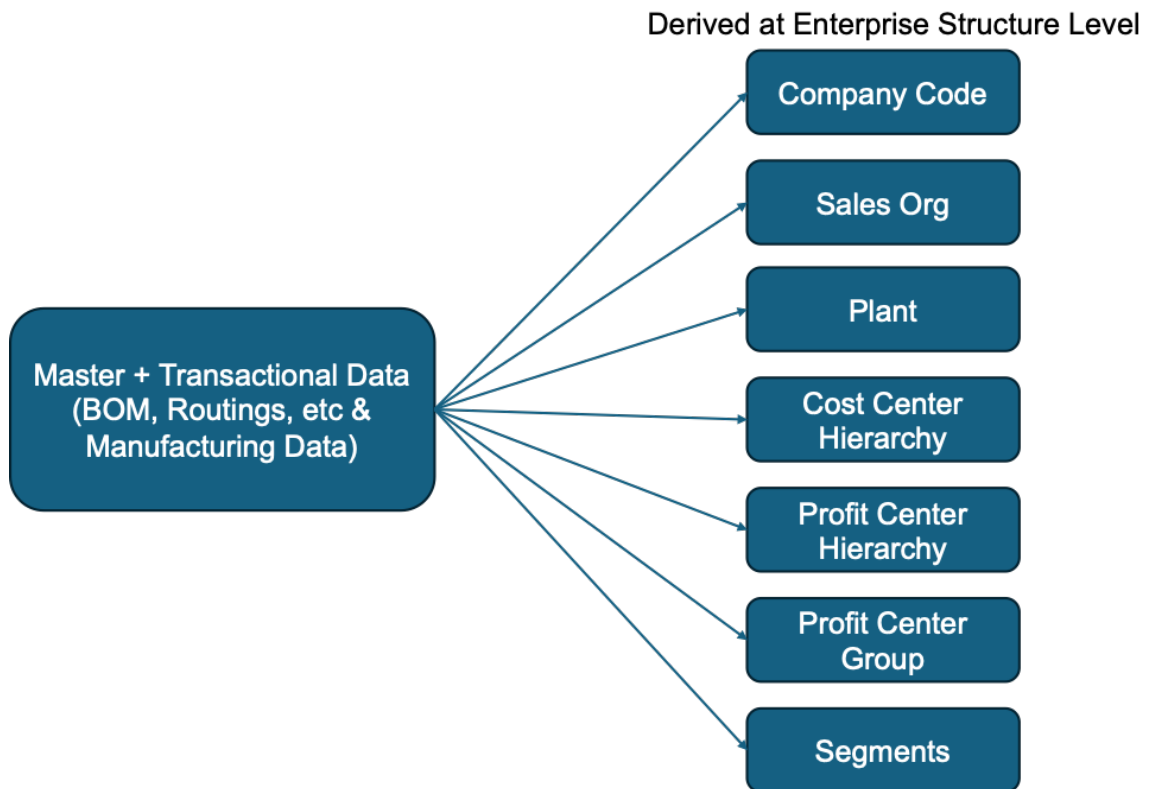 Derived at Enterprise Structure Level
Company Code
Sales Org
Plant
Master + Transactional Data
(BOM, Routings, etc &
Manufacturing Data)
Cost Center
Hierarchy
Profit Center
Hierarchy
Profit Center
Group
Segments